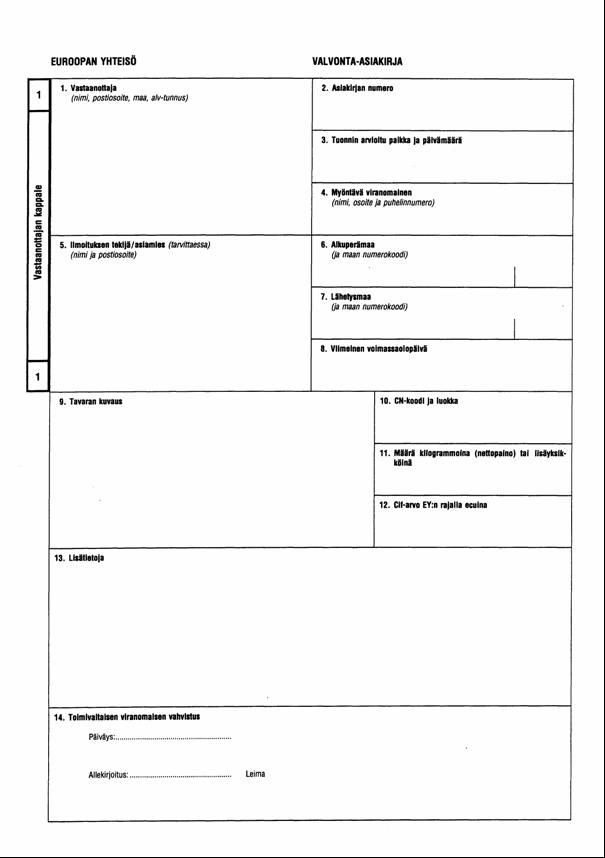 EUROOPAN YHTEISÖ
VALVONTA-ASIAKIRJA
1
Vastaanottajan kappale
1
1. Vastaanottaja
(nimi, postiosoite, maa, alv-tunnus)
2. Asiakirjan numero
3. Tuonnin arvioitu paikka ja päivämäärä
4. Myöntävä viranomainen
(nimi, osoite ja puhelinnumero)
5. Ilmoituksen tekijä/asiamies (tarvittaessa)
(nimi ja postiosoite)
6. Alkuperämaa
(ja maan numerokoodi)
7. Lähetysmaa
(ja maan numerokoodi)
8. Viimeinen voimassaolopäivä
9. Tavaran kuvaus
10. CN-koodi ja luokka
11. Määrä kilogrammoina (nettopaino) tai lisäyksik-
köinä
12. Cif-arvo EY:n rajalla ecuina
13. Lisätietoja
14. Toimivaltaisen viranomaisen vahvistus
Päiväys:......................................................
Allekirjoitus:................................................ Leima